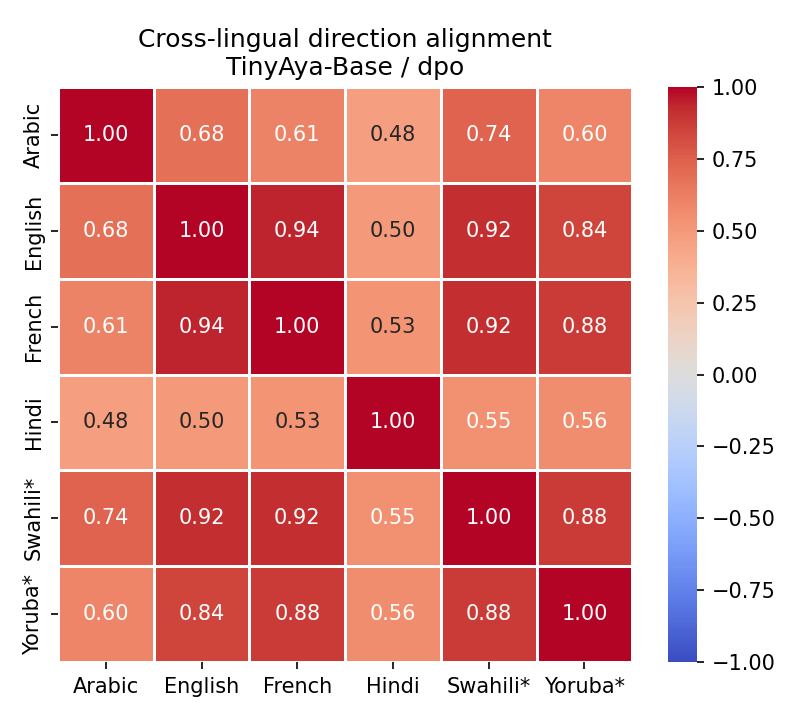 Cross-lingual direction alignment
TinyAya-Base / dpo
Arabic 1.00 0.68 0.61 0.48 0.74 0.60
English 0.68 1.00 0.94 0.50 0.92 0.84
French 0.61 0.94 1.00 0.53 0.92 0.88
Hindi 0.48 0.50 0.53 1.00 0.55 0.56
Swahili* 0.74 0.92 0.92 0.55 1.00 0.88
Yoruba* 0.60 0.84 0.88 0.56 0.88 1.00
Arabic English French Hindi Swahili* Yoruba*
1.00
0.75
0.50
0.25
0.00
−0.25
−0.50
−0.75
−1.00